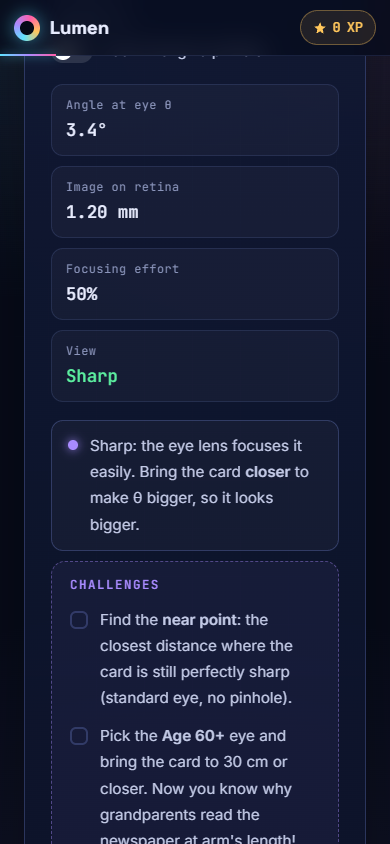 Lumen
★ 0 XP
Angle at eye θ
3.4°
Image on retina
1.20 mm
Focusing effort
50%
View
Sharp
Sharp: the eye lens focuses it
easily. Bring the card closer to
make θ bigger, so it looks
bigger.
CHALLENGES
Find the near point: the
closest distance where the
card is still perfectly sharp
(standard eye, no pinhole).
Pick the Age 60+ eye and
bring the card to 30 cm or
closer. Now you know why
grandparents read the
newspaper at arm's length!